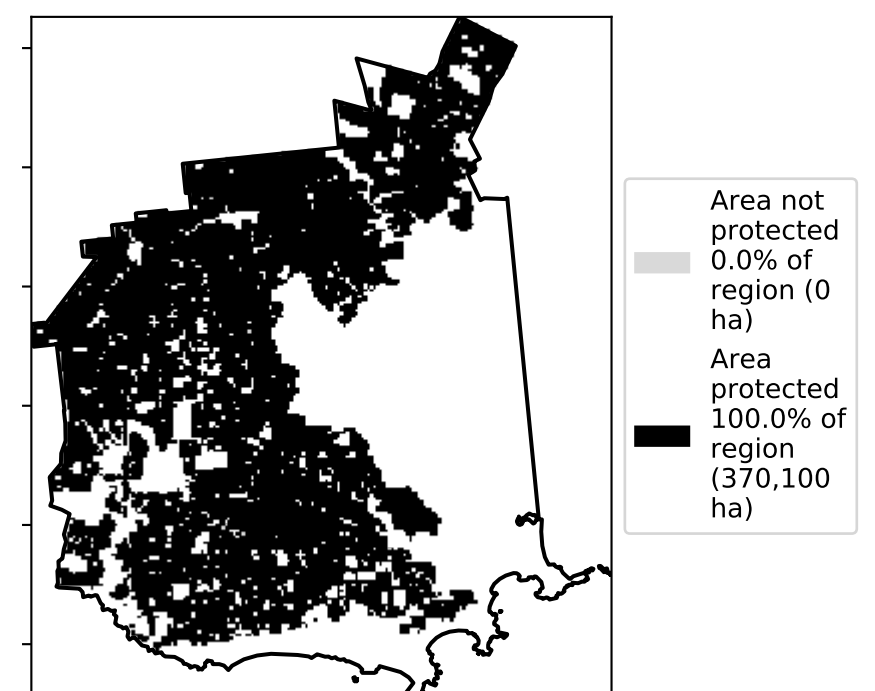 Area not
protected
0.0% of
region (0
ha)
Area
protected
100.0% of
region
(370,100
ha)